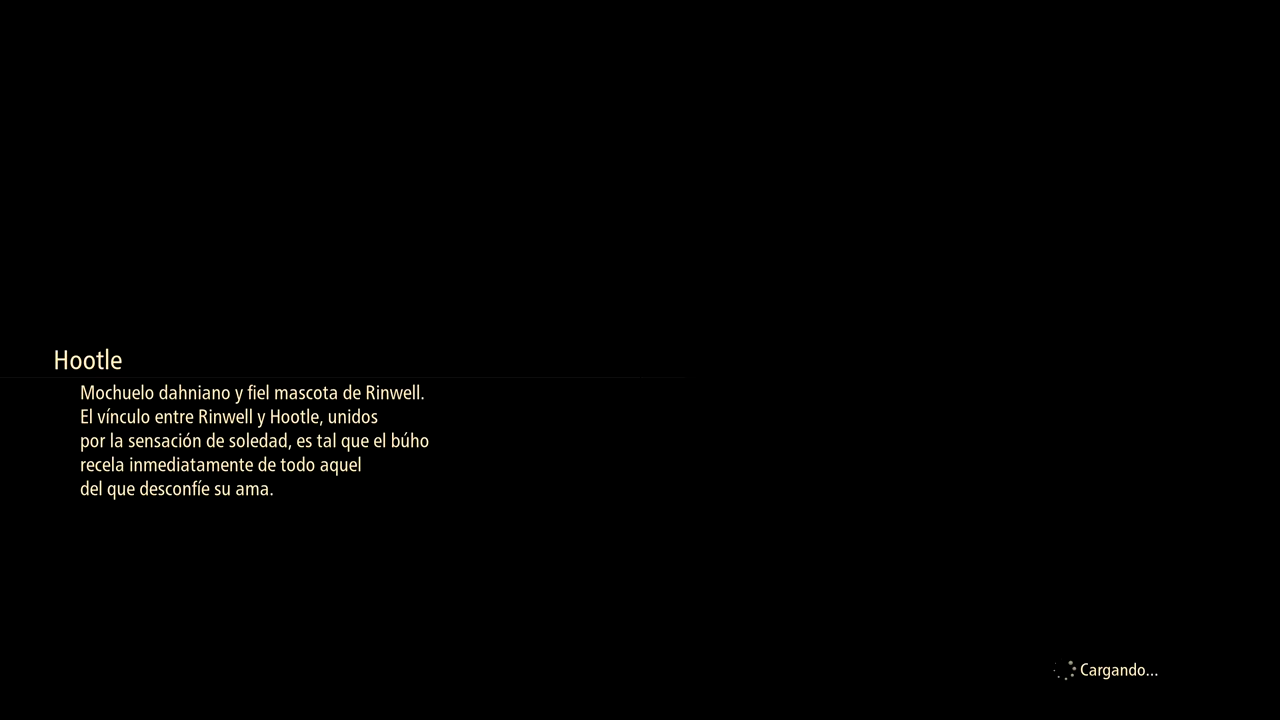 Hootle
Mochuelo dahniano y fiel mascota de Rinwell.
El vínculo entre Rinwell y Hootle, unidos
por la sensación de soledad, es tal que el búho
recela inmediatamente de todo aquel
del que desconfíe su ama.
Cargando...